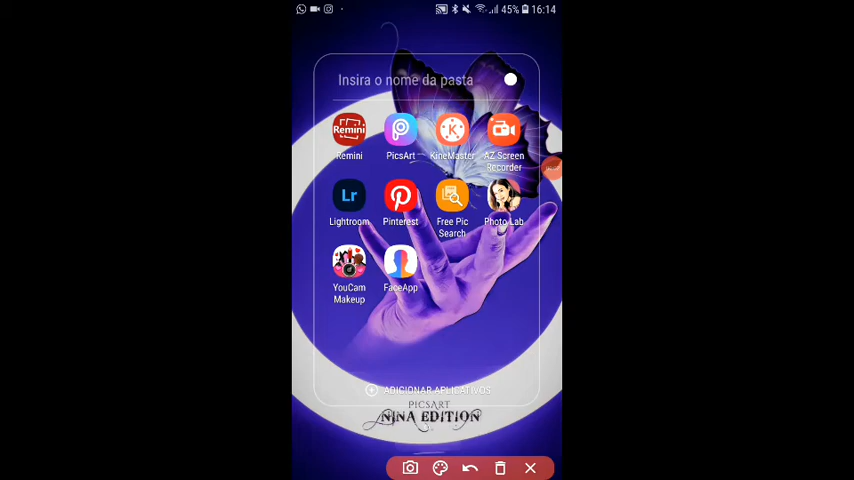 45% 16:14
Insira o nome da pasta
Remini
Remini PicsArt KineMaster AZ Screen Recorder
Lr
Lightroom Pinterest Free Pic Search Photo Lab
YouCam Makeup FaceApp
ADICIONAR APLICATIVOS
PICSART
NINA EDITION